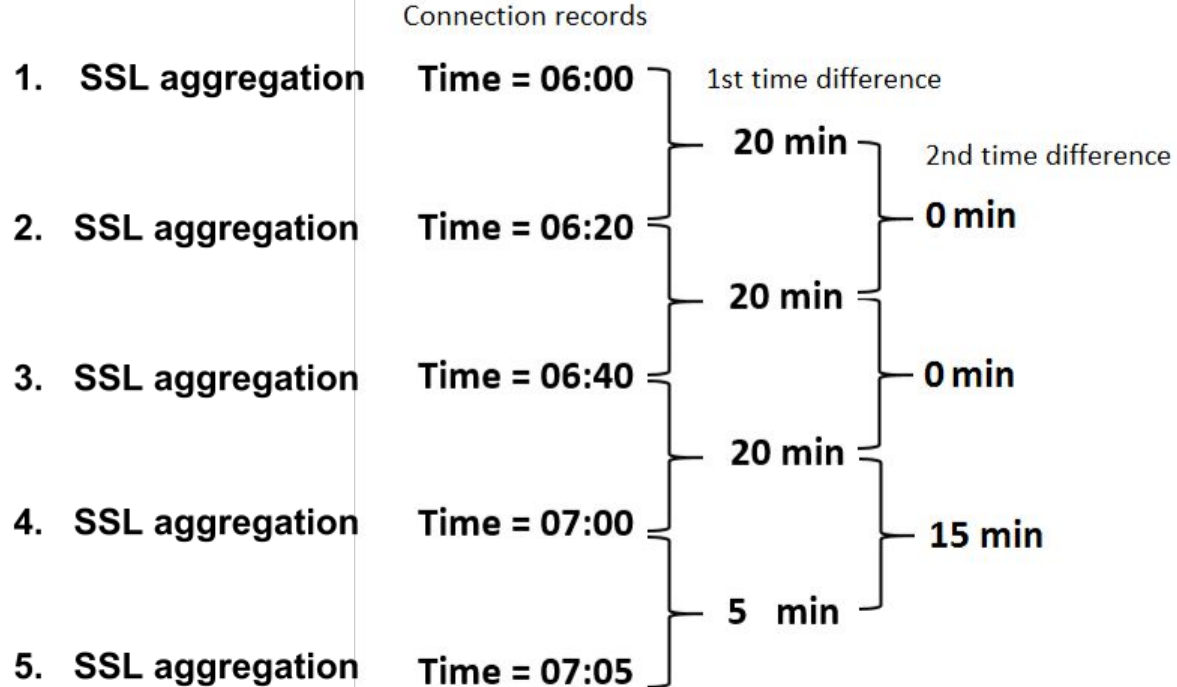 Connection records
1. SSL aggregation Time = 06:00
1st time difference
20 min
2nd time difference
0 min
2. SSL aggregation Time = 06:20
20 min
3. SSL aggregation Time = 06:40
0 min
20 min
4. SSL aggregation Time = 07:00
15 min
5 min
5. SSL aggregation Time = 07:05